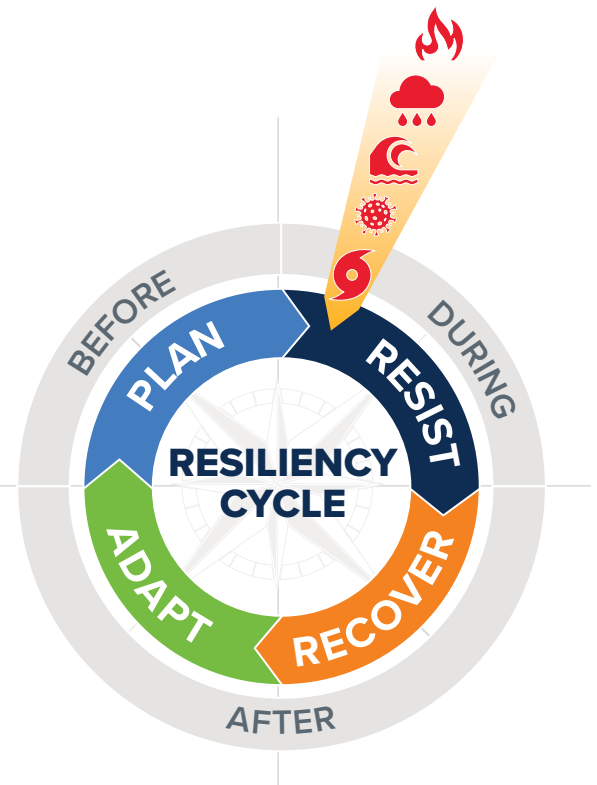 BEFORE
DURING
PLAN
RESIST
RESILIENCY
CYCLE
ADAPT
RECOVER
AFTER